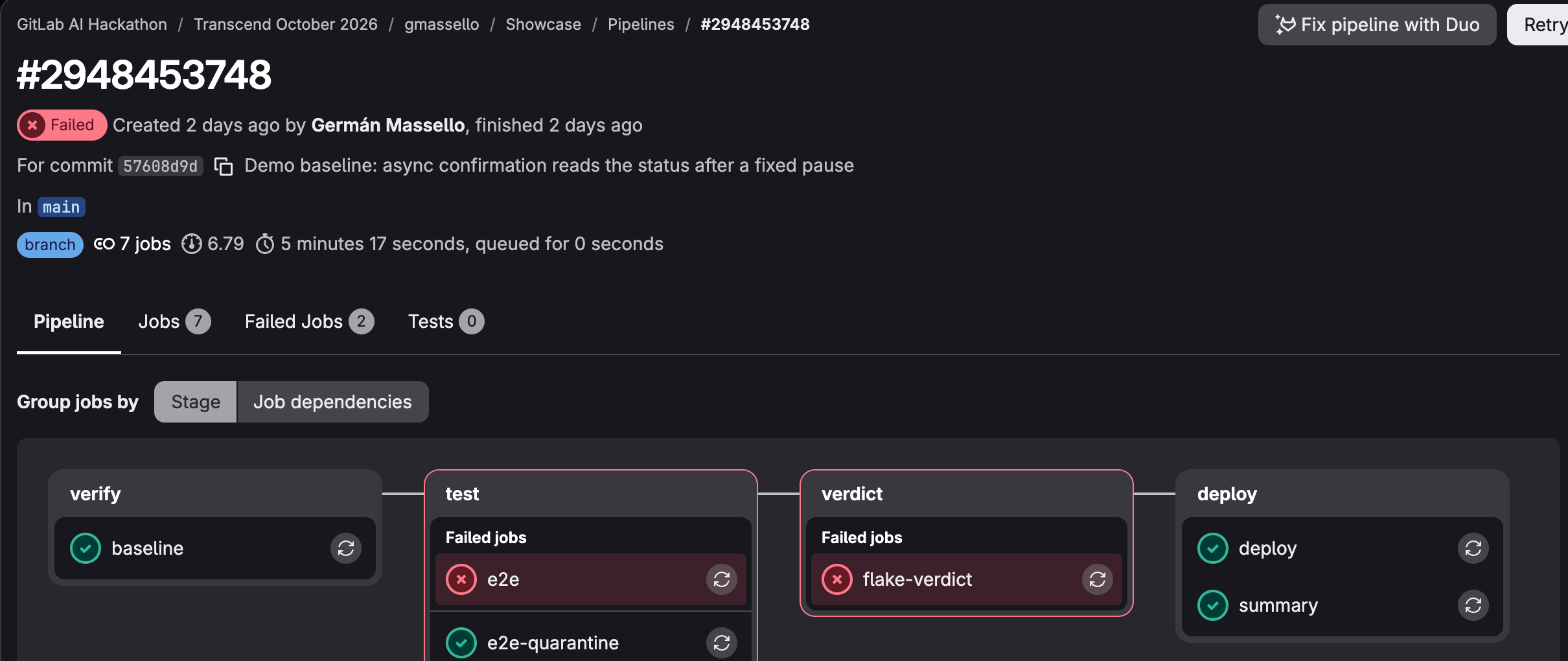 GitLab AI Hackathon / Transcend October 2026 / gmassello / Showcase / Pipelines / #2948453748
Fix pipeline with Duo
Retry
#2948453748
Failed Created 2 days ago by Germán Massello, finished 2 days ago
For commit 57608d9d Demo baseline: async confirmation reads the status after a fixed pause
In main
branch 7 jobs 6.79 5 minutes 17 seconds, queued for 0 seconds
Pipeline Jobs 7 Failed Jobs 2 Tests 0
Group jobs by Stage Job dependencies
verify
baseline
test
Failed jobs
e2e
e2e-quarantine
verdict
Failed jobs
flake-verdict
deploy
deploy
summary